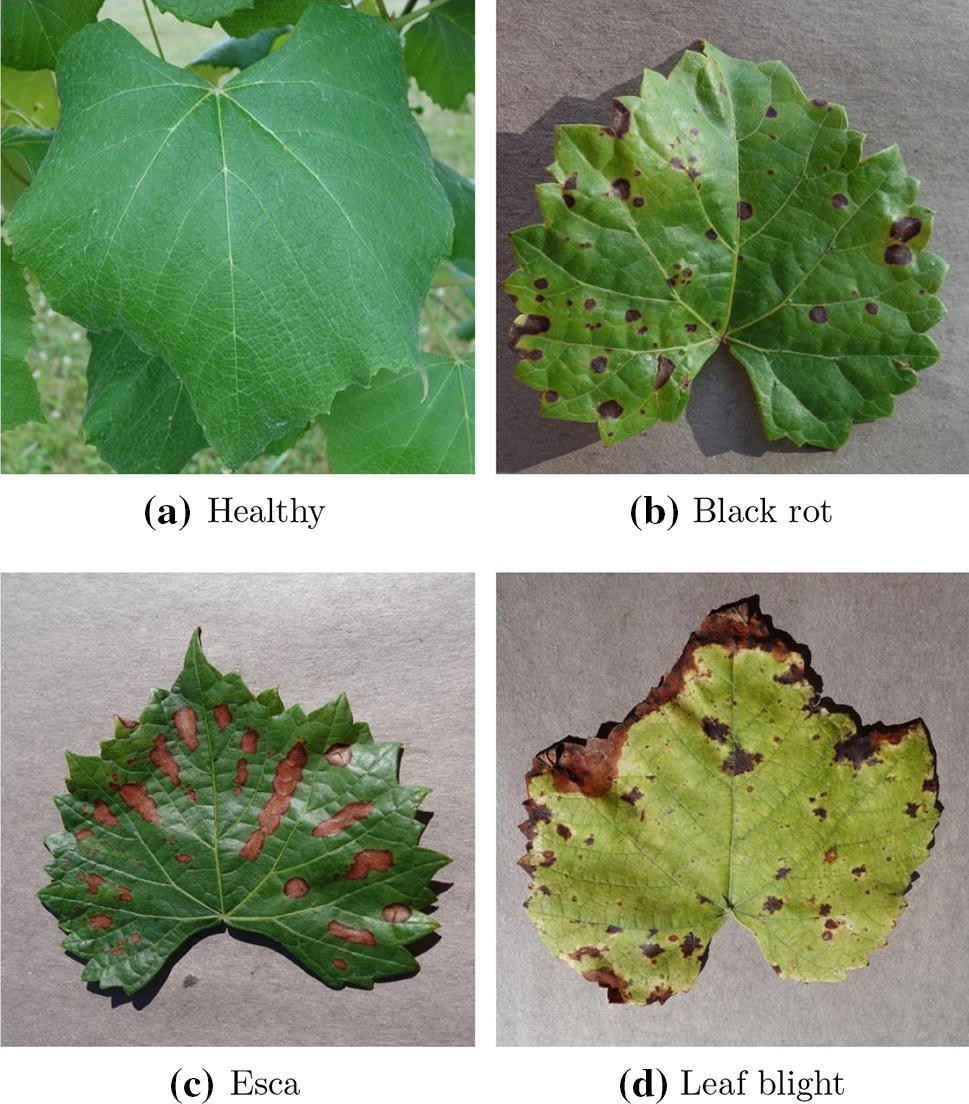 (a) Healthy
(b) Black rot
(c) Esca
(d) Leaf blight